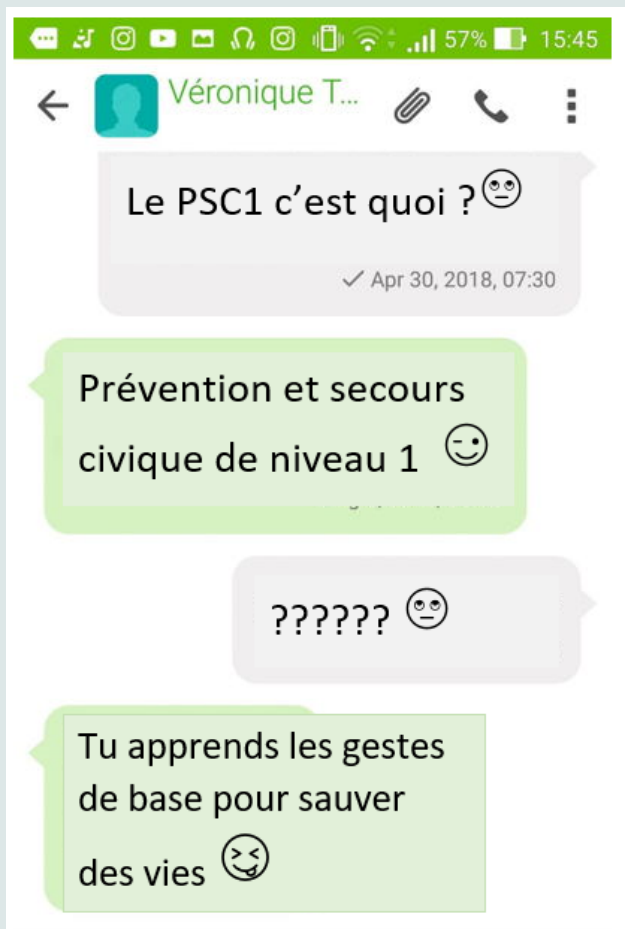 57% 15:45
Véronique T...
Le PSC1 c’est quoi ?🙄
✓ Apr 30, 2018, 07:30
Prévention et secours
civique de niveau 1 😉
?????? 🙄
Tu apprends les gestes
de base pour sauver
des vies 😝